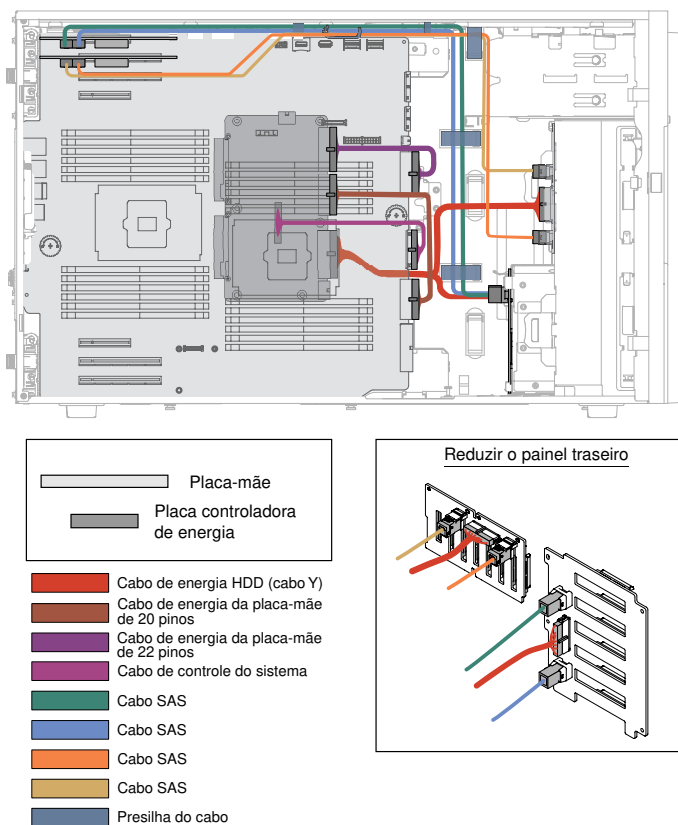 Placa-mãe
Placa controladora
de energia
Reduzir o painel traseiro
Cabo de energia HDD (cabo Y)
Cabo de energia da placa-mãe
de 20 pinos
Cabo de energia da placa-mãe
de 22 pinos
Cabo de controle do sistema
Cabo SAS
Cabo SAS
Cabo SAS
Cabo SAS
Presilha do cabo